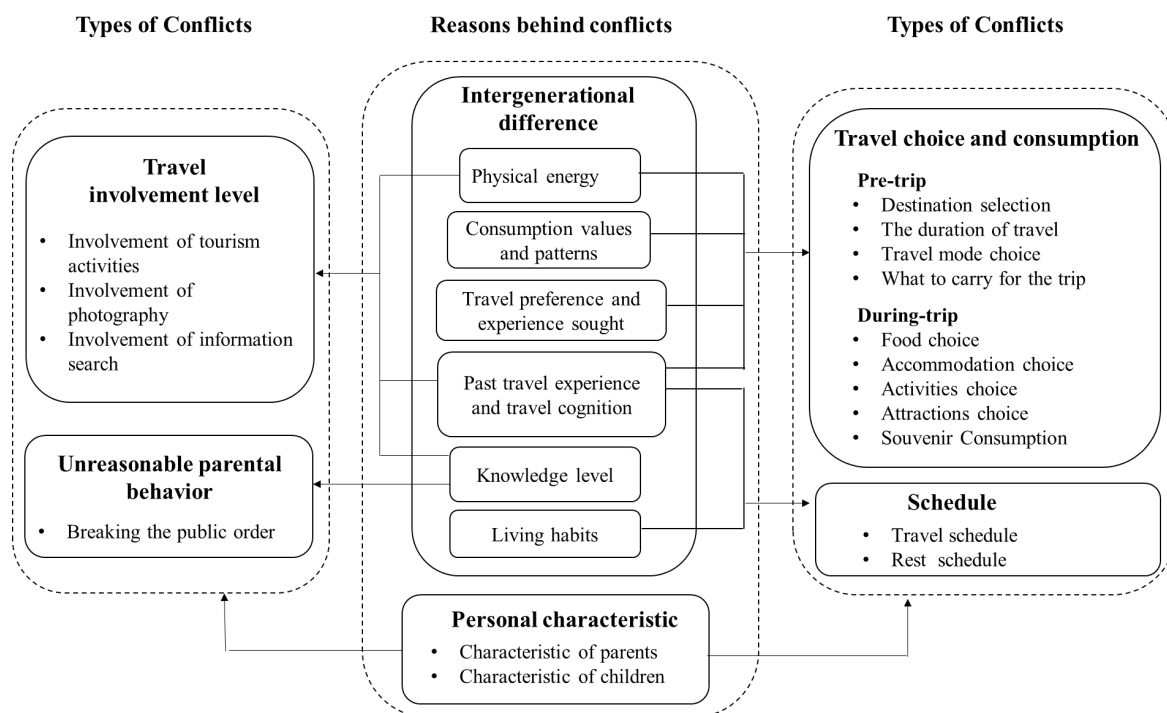 Types of Conflicts
Reasons behind conflicts
Types of Conflicts
Travel
involvement level
• Involvement of tourism
activities
• Involvement of
photography
• Involvement of information
search
Unreasonable parental
behavior
• Breaking the public order
Intergenerational
difference
Physical energy
Consumption values
and patterns
Travel preference and
experience sought
Past travel experience
and travel cognition
Knowledge level
Living habits
Personal characteristic
• Characteristic of parents
• Characteristic of children
Travel choice and consumption
Pre-trip
• Destination selection
• The duration of travel
• Travel mode choice
• What to carry for the trip
During-trip
• Food choice
• Accommodation choice
• Activities choice
• Attractions choice
• Souvenir Consumption
Schedule
• Travel schedule
• Rest schedule